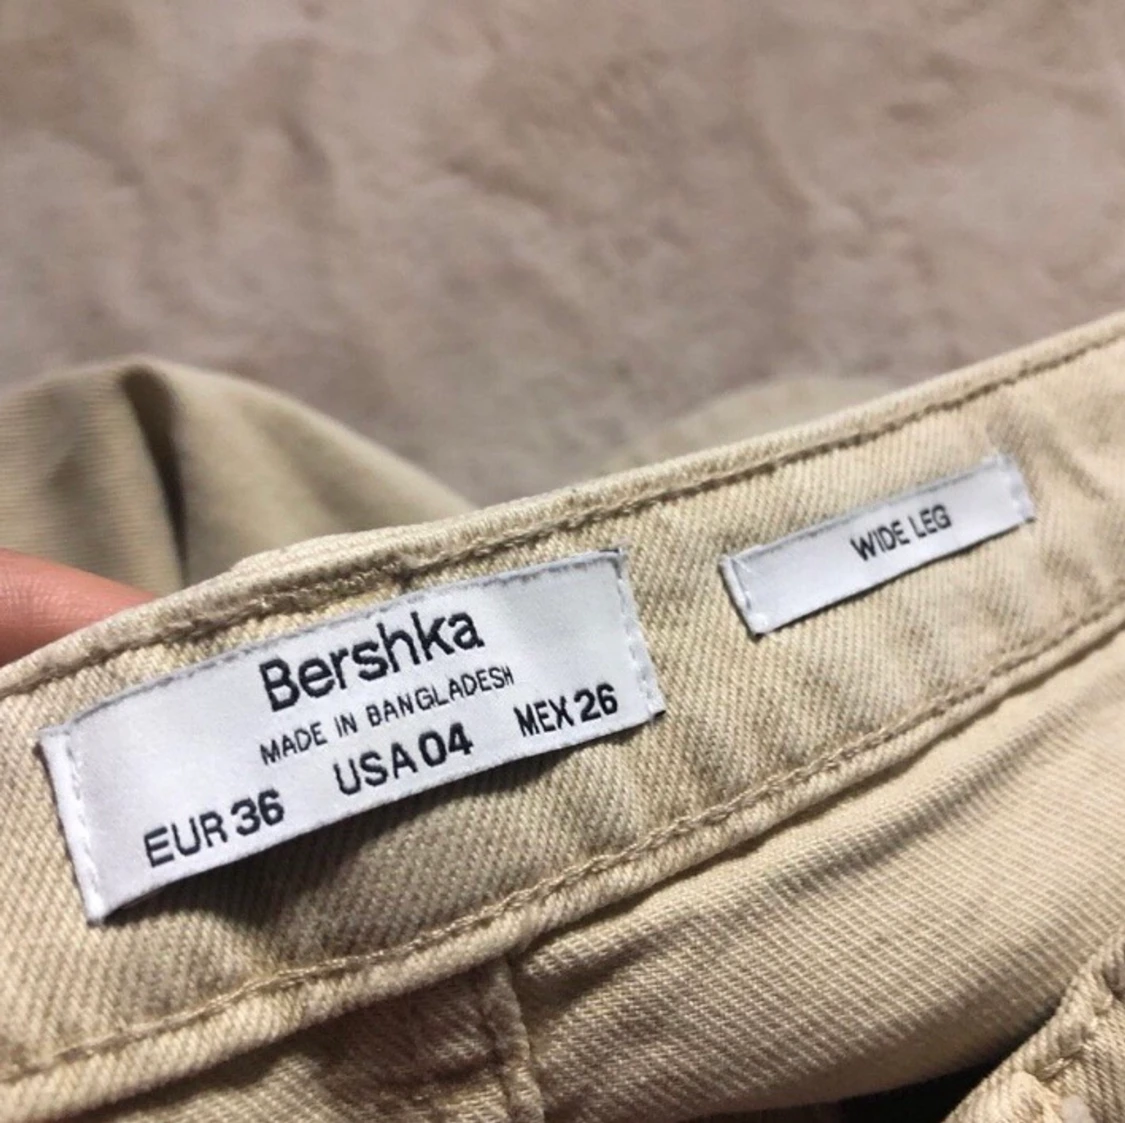 Bershka
MADE IN BANGLADESH
EUR 36 USA 04 MEX 26
WIDE LEG